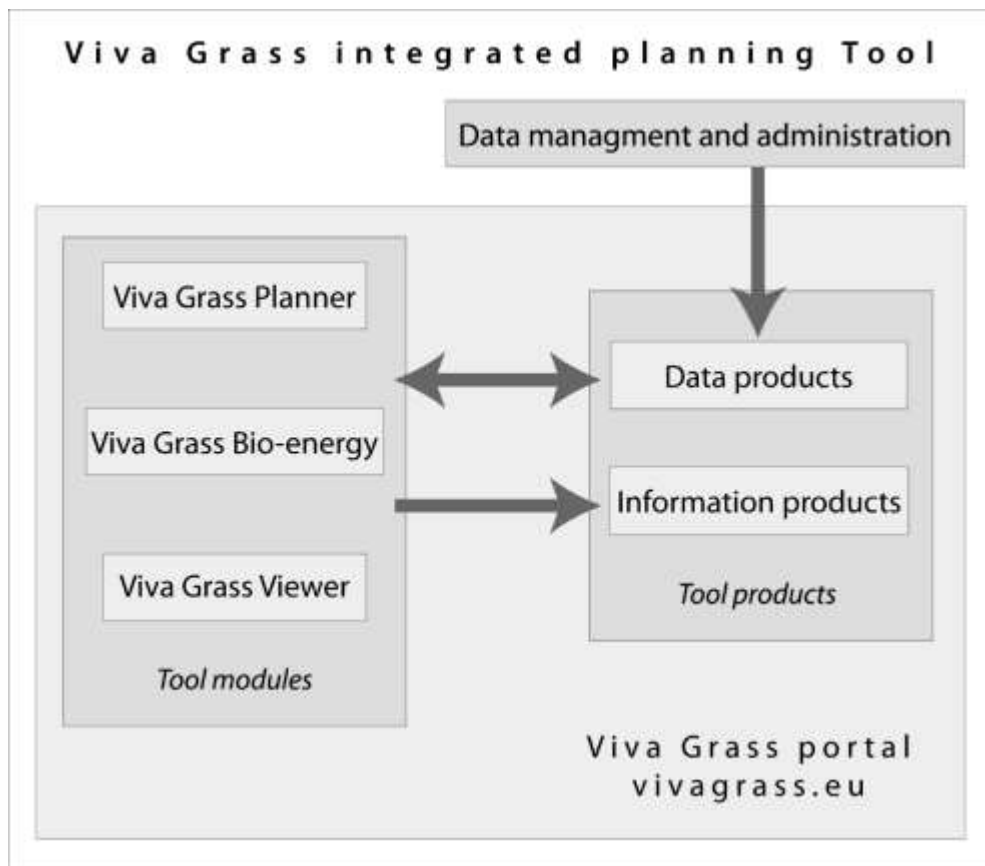 Viva Grass integrated planning Tool
Data managment and administration
Viva Grass Planner
Viva Grass Bio-energy
Viva Grass Viewer
Tool modules
Data products
Information products
Tool products
Viva Grass portal
vivagrass.eu